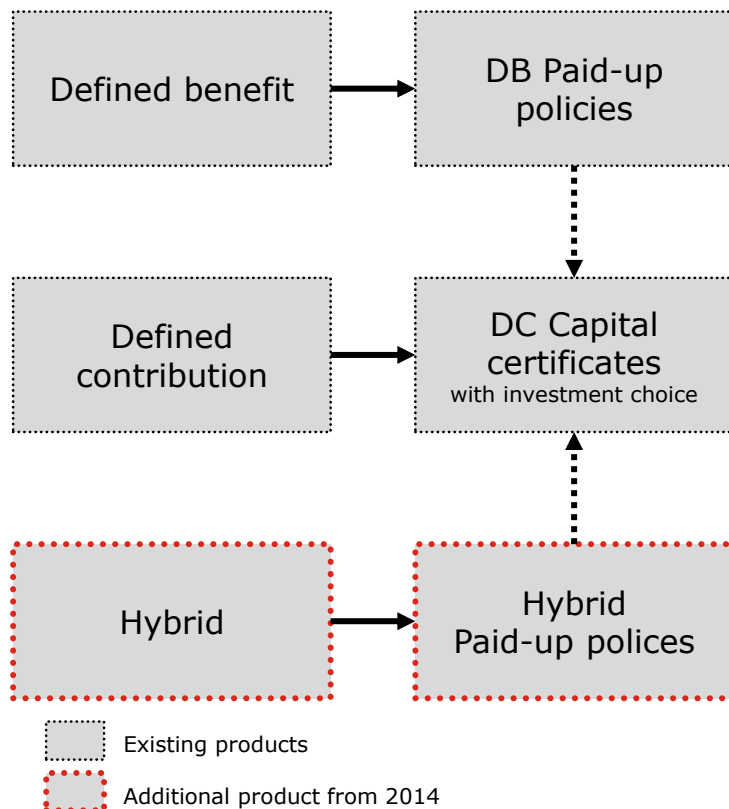 Defined benefit
DB Paid-up
policies
Defined
contribution
DC Capital
certificates
with investment choice
Hybrid
Hybrid
Paid-up polices
Existing products
Additional product from 2014